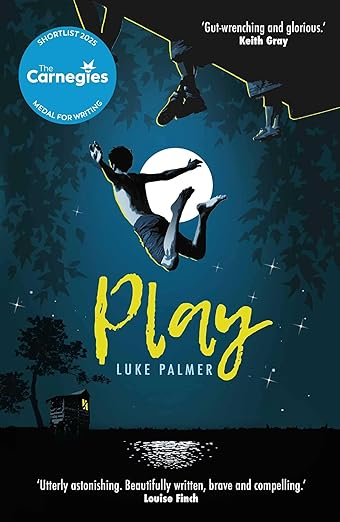 SHORTLIST 2025
The
Carnegies
MEDAL FOR WRITING
‘Gut-wrenching and glorious.’
Keith Gray
Play
LUKE PALMER
‘Utterly astonishing. Beautifully written, brave and compelling.’
Louise Finch